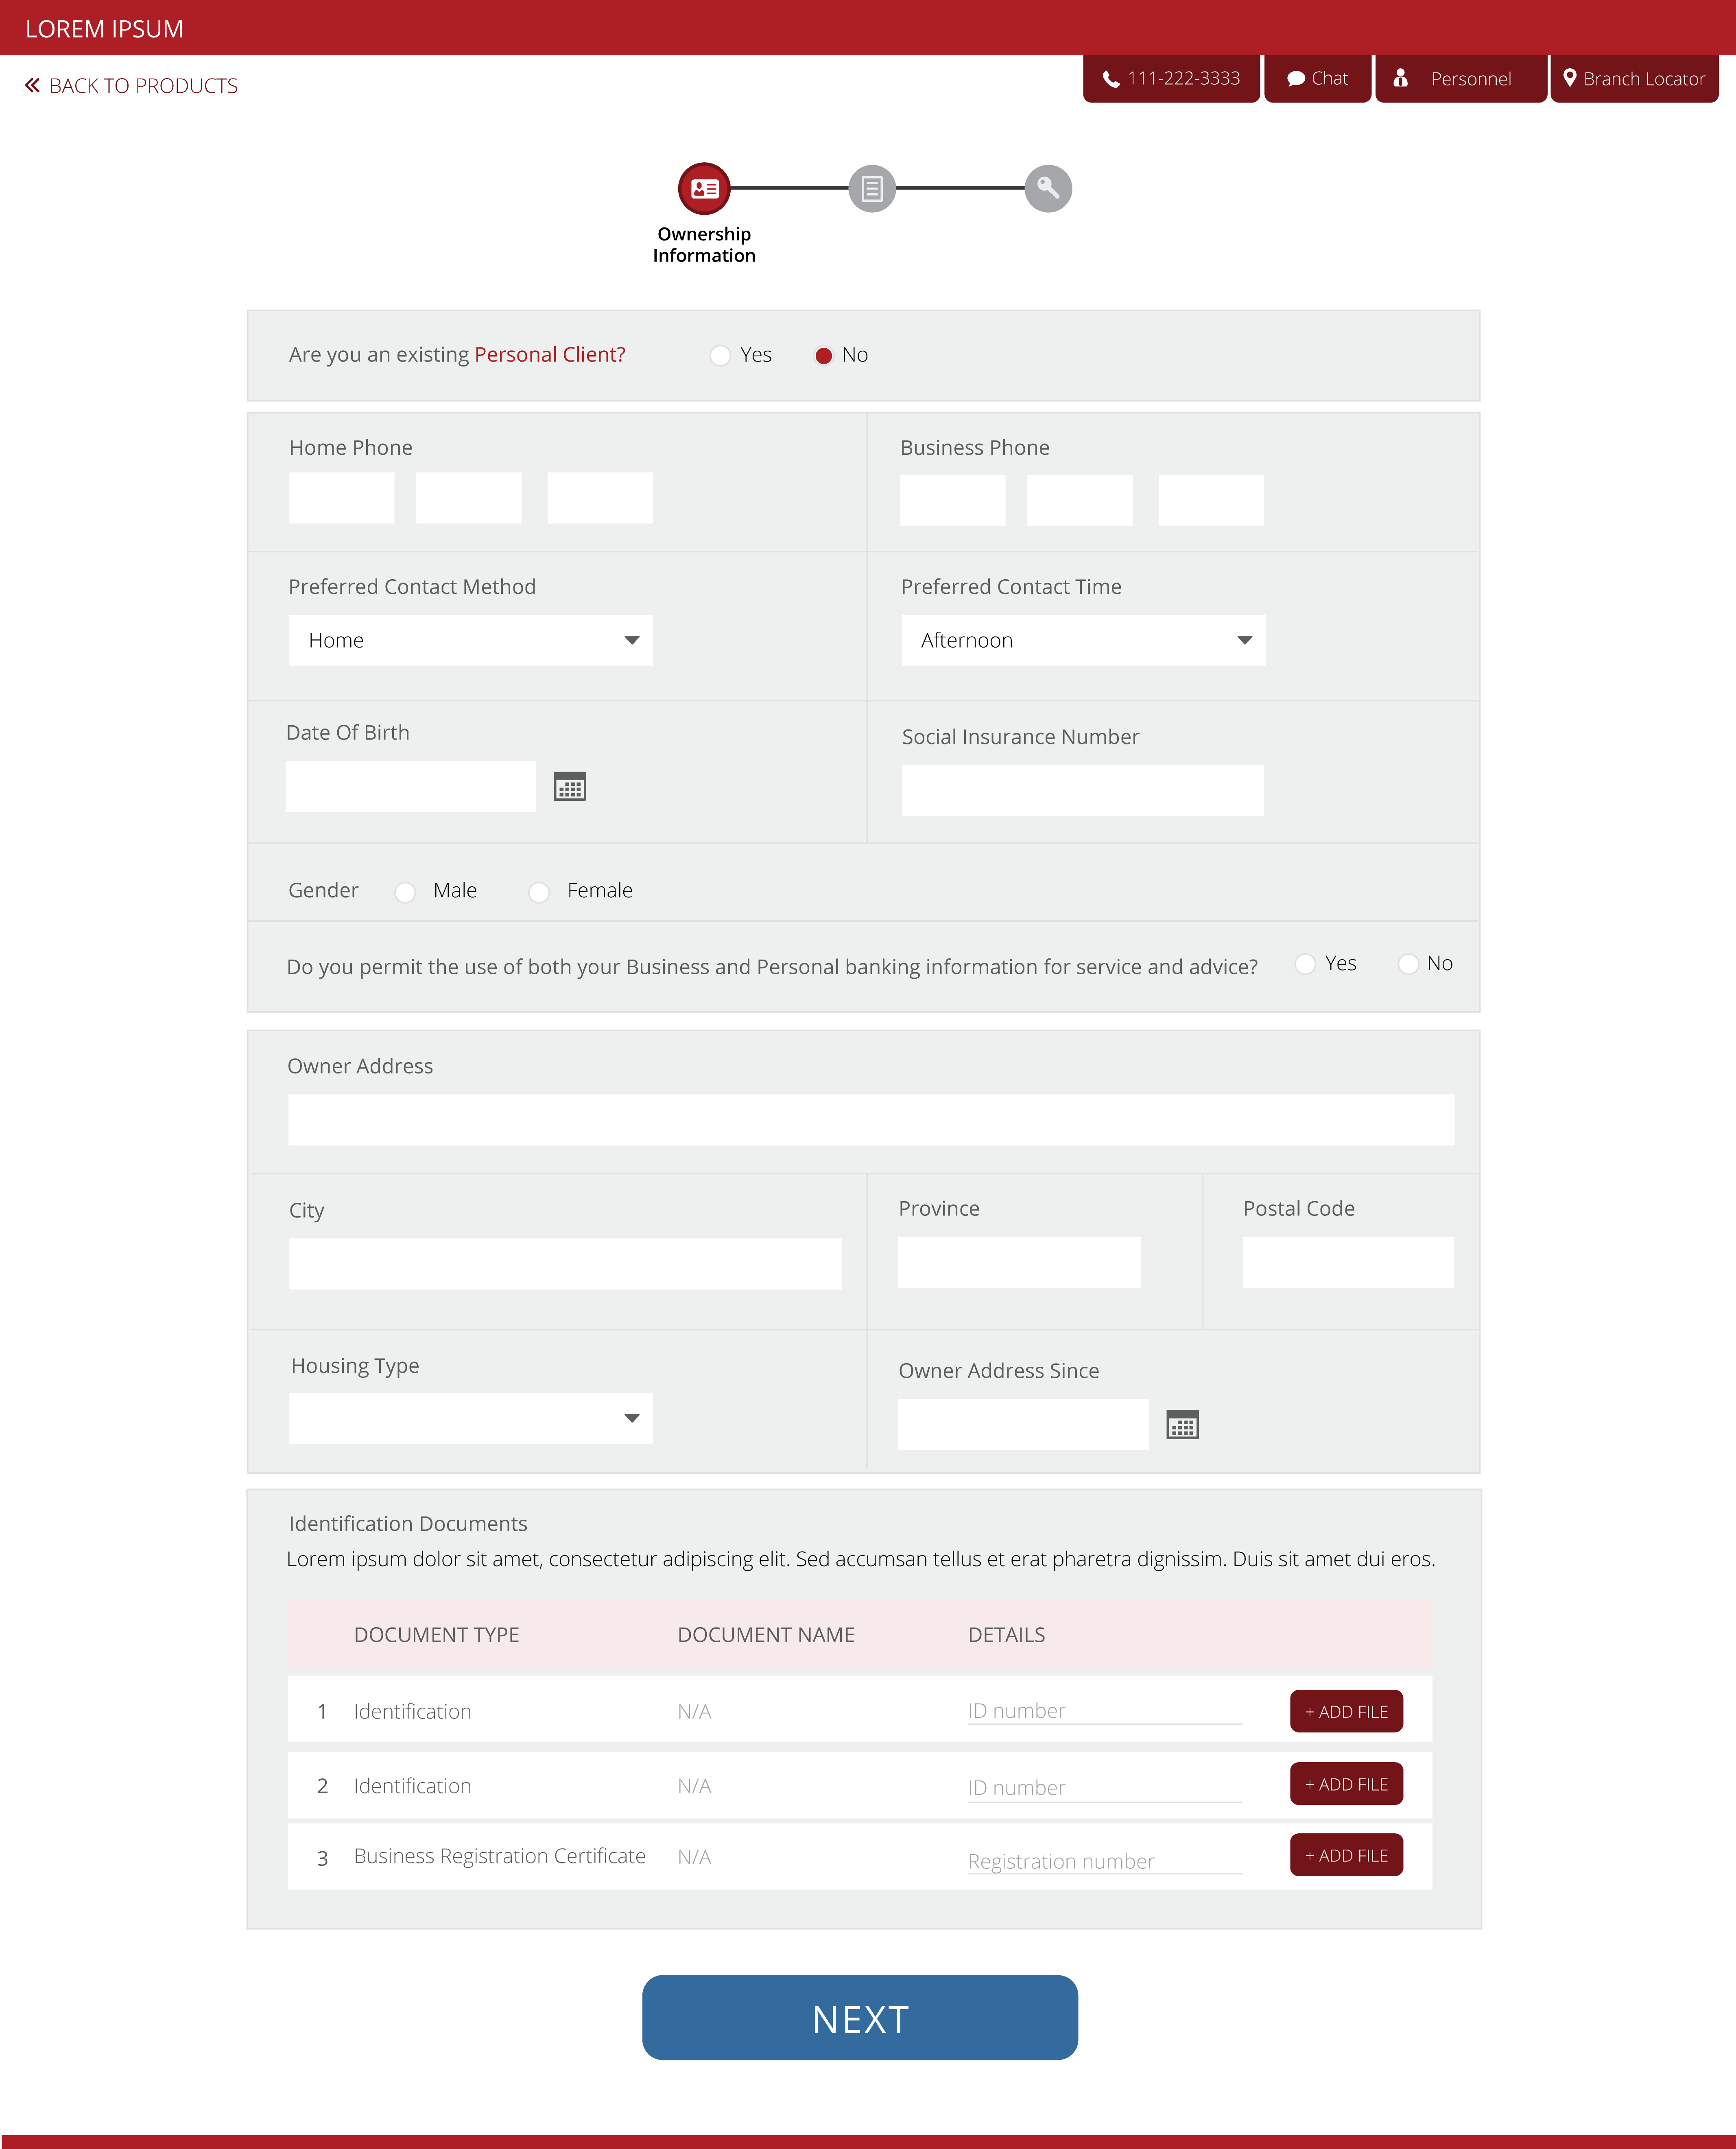 LOREM IPSUM
BACK TO PRODUCTS
111-222-3333
Chat
Personnel
Branch Locator
Ownership
Information
Are you an existing Personal Client?
Yes
No
Home Phone
Business Phone
Preferred Contact Method
Preferred Contact Time
Home
Afternoon
Date Of Birth
Social Insurance Number
Gender
Male
Female
Do you permit the use of both your Business and Personal banking information for service and advice?
Yes
No
Owner Address
City
Province
Postal Code
Housing Type
Owner Address Since
Identification Documents
Lorem ipsum dolor sit amet, consectetur adipiscing elit. Sed accumsan tellus et erat pharetra dignissim. Duis sit amet dui eros.
DOCUMENT TYPE
DOCUMENT NAME
DETAILS
1 Identification N/A ID number + ADD FILE
2 Identification N/A ID number + ADD FILE
3 Business Registration Certificate N/A Registration number + ADD FILE
NEXT